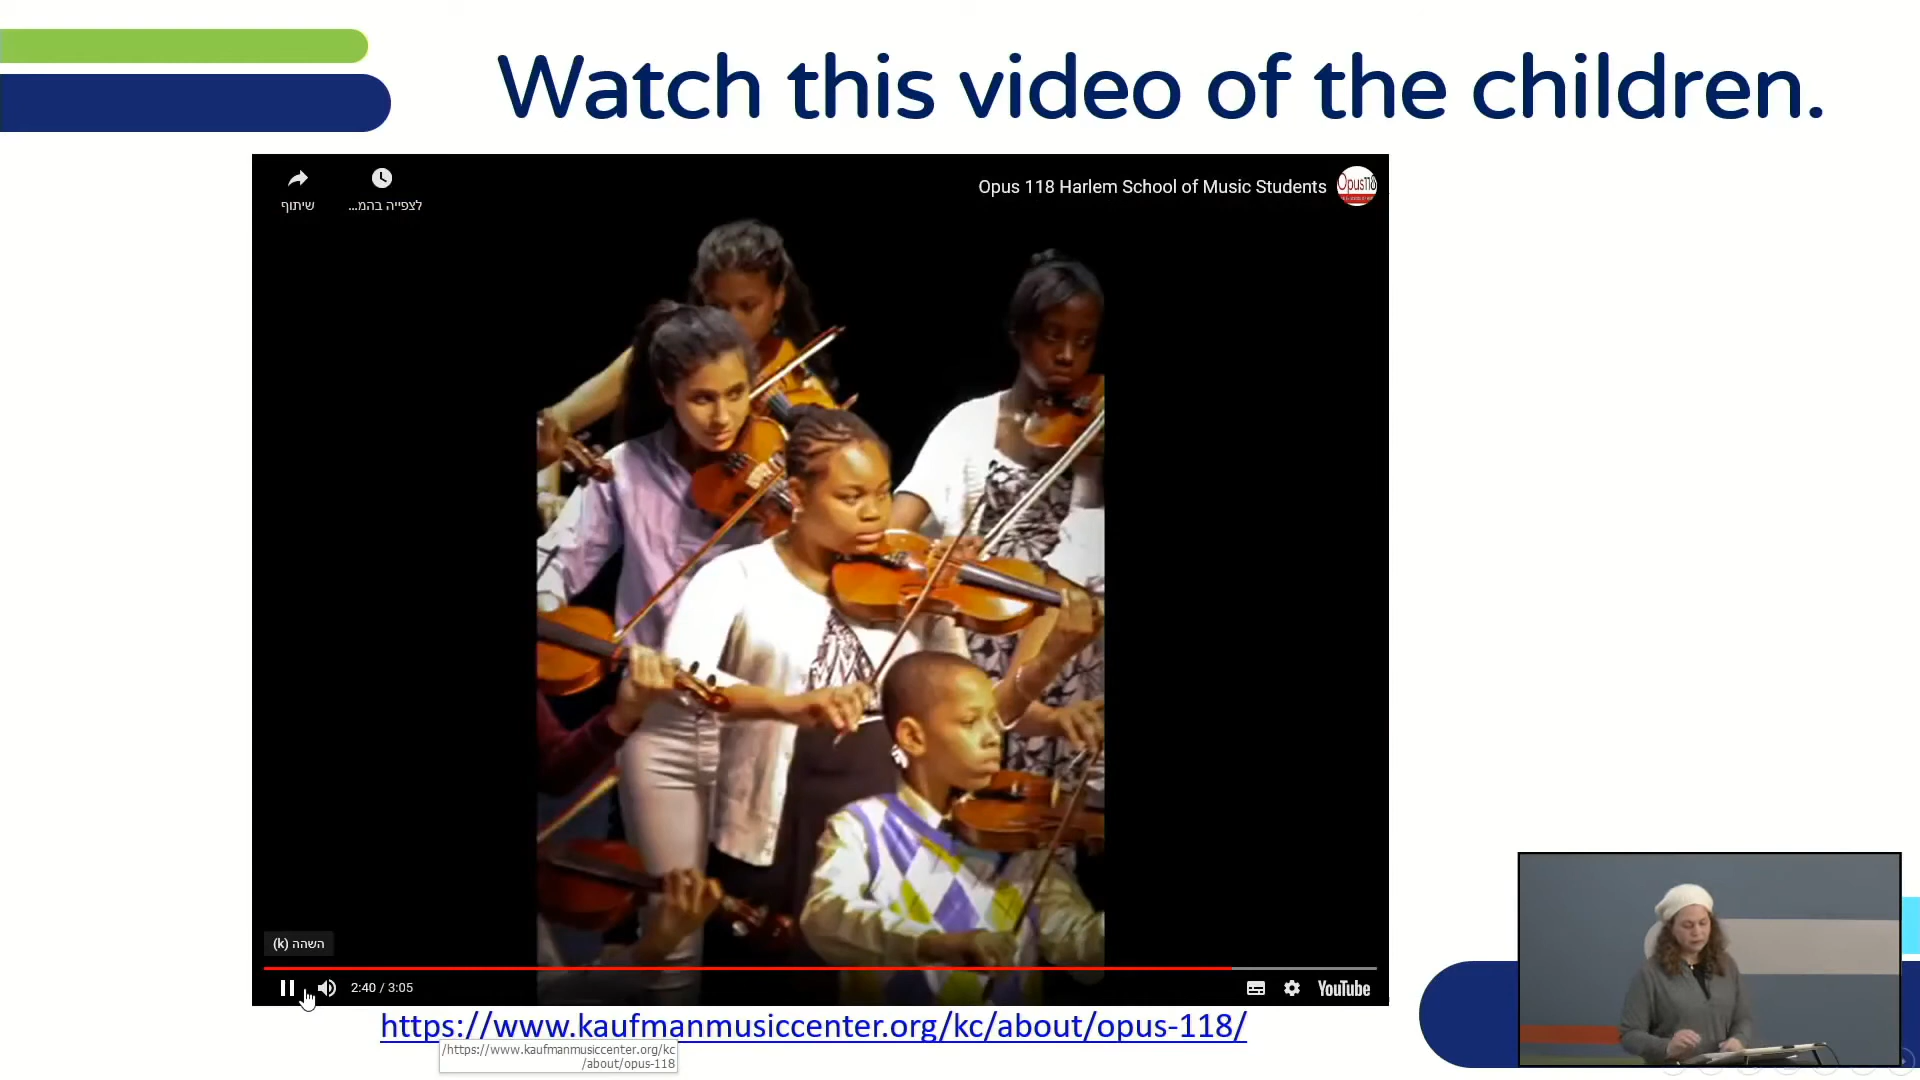 Watch this video of the children.
שיתוף
לצפייה בהמ...
Opus 118 Harlem School of Music Students
Opus118
השהה (k)
2:40 / 3:05
YouTube
https://www.kaufmanmusiccenter.org/kc/about/opus-118/
/https://www.kaufmanmusiccenter.org/kc
/about/opus-118